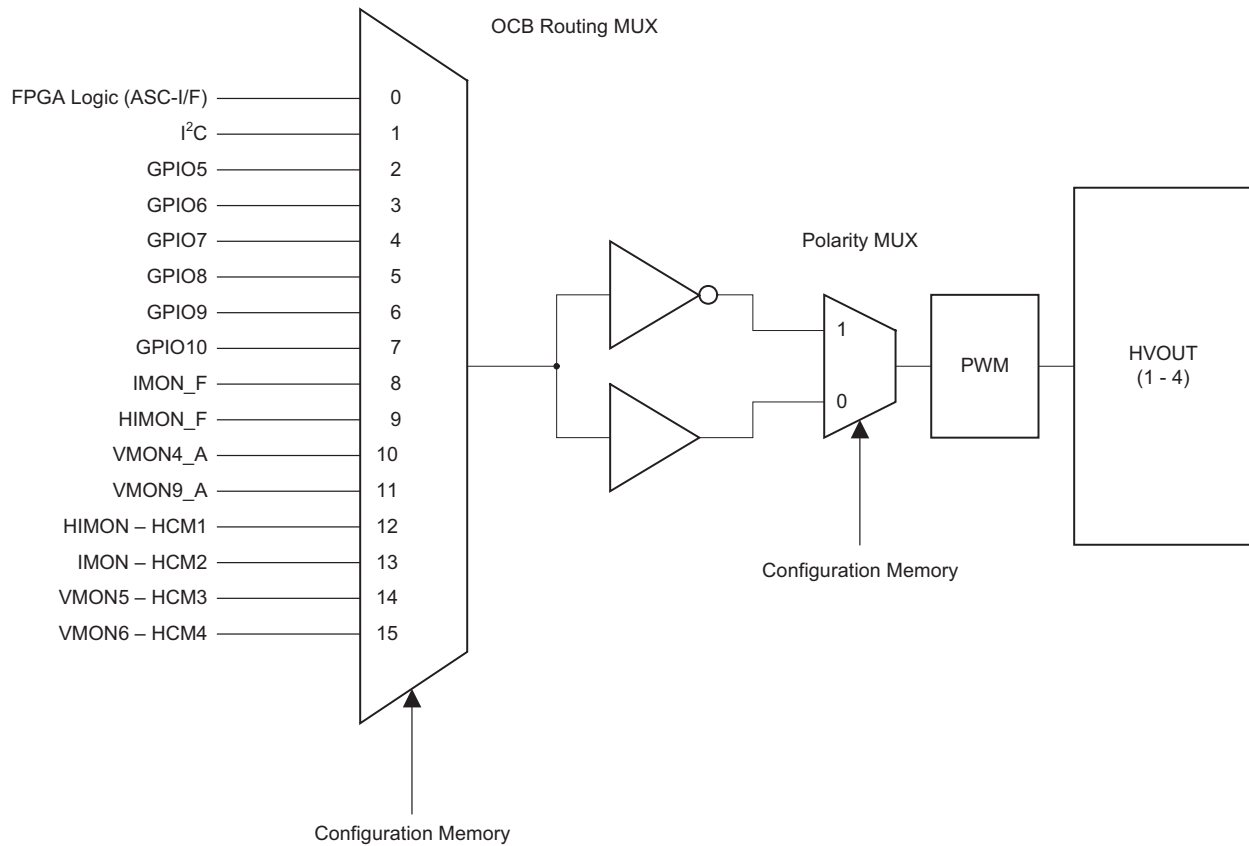 OCB Routing MUX
FPGA Logic (ASC-I/F) 0
I²C 1
GPIO5 2
GPIO6 3
GPIO7 4
GPIO8 5
GPIO9 6
GPIO10 7
IMON_F 8
HIMON_F 9
VMON4_A 10
VMON9_A 11
HIMON – HCM1 12
IMON – HCM2 13
VMON5 – HCM3 14
VMON6 – HCM4 15
Configuration Memory
Polarity MUX
1
0
Configuration Memory
PWM
HVOUT
(1 - 4)